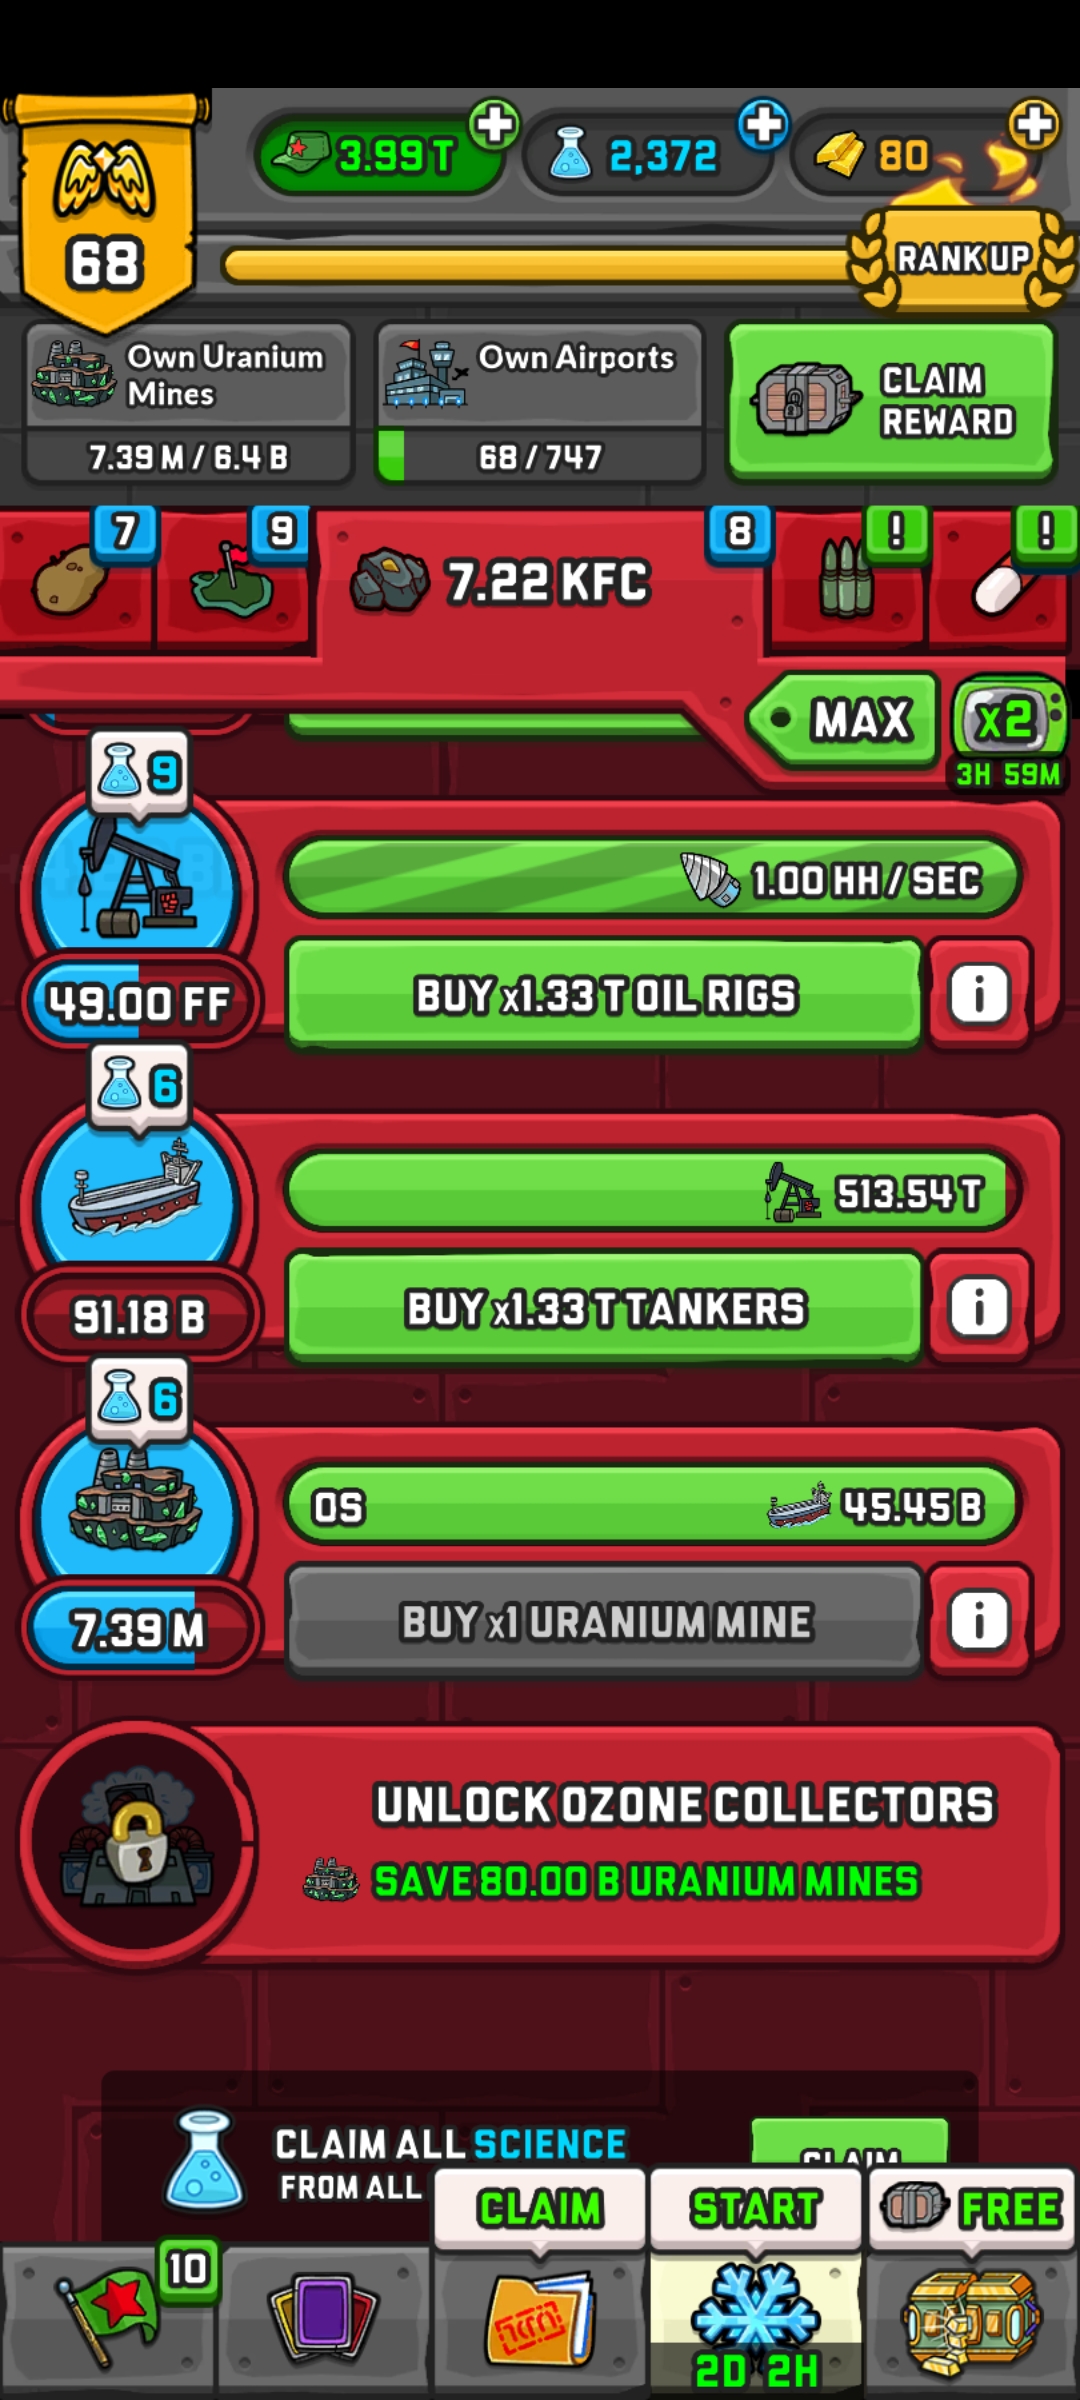 3.99 T
2,372
80
68
RANK UP
Own Uranium
Mines
7.39 M / 6.4 B
Own Airports
68 / 747
CLAIM
REWARD
7
9
7.22 KFC
8
!
!
MAX
x2
3H 59M
9
1.00 HH / SEC
49.00 FF
BUY x1.33 T OIL RIGS
i
6
513.54 T
91.18 B
BUY x1.33 T TANKERS
i
6
0S
45.45 B
7.39 M
BUY x1 URANIUM MINE
i
UNLOCK OZONE COLLECTORS
SAVE 80.00 B URANIUM MINES
CLAIM ALL SCIENCE
FROM ALL
CLAIM
CLAIM
START
FREE
10
2D 2H